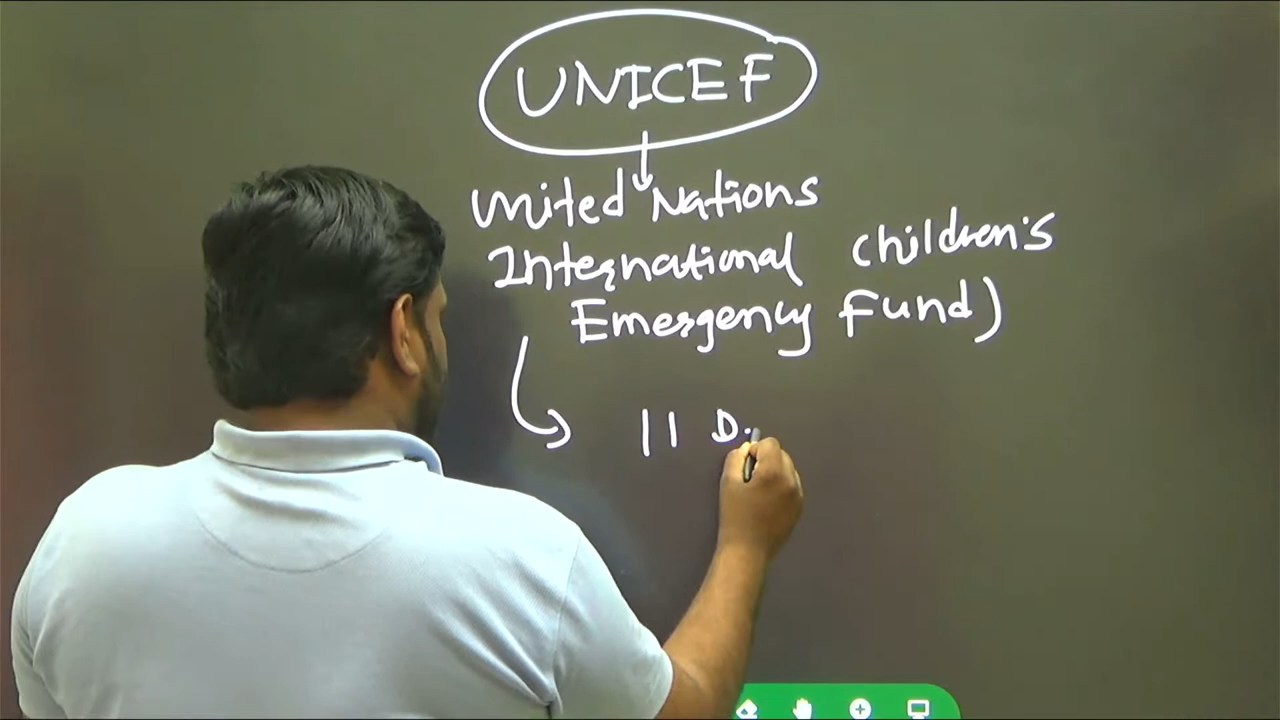 UNICEF
United Nations
International Children's
Emergency Fund)
11 D